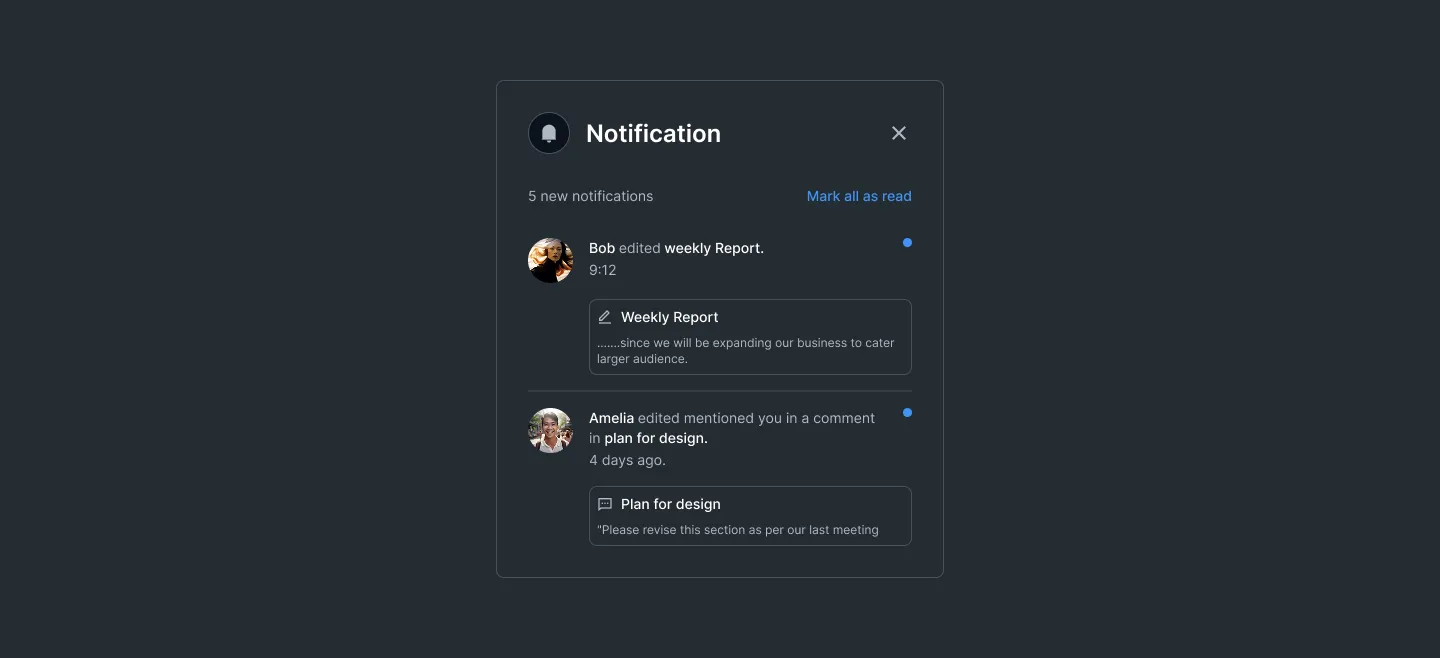 Notification
5 new notifications
Mark all as read
Bob edited weekly Report.
9:12
Weekly Report
.......since we will be expanding our business to cater
larger audience.
Amelia edited mentioned you in a comment
in plan for design.
4 days ago.
Plan for design
"Please revise this section as per our last meeting